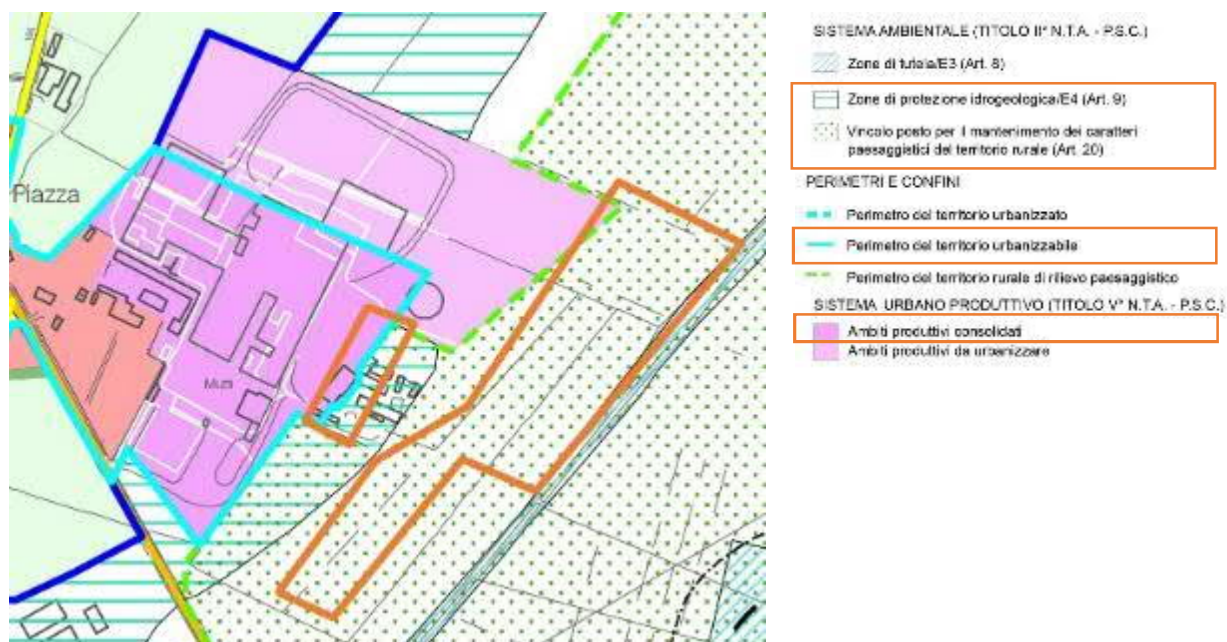 Piazza
Mutti
SISTEMA AMBIENTALE (TITOLO II° N.T.A. - P.S.C.)
Zone di tutela/E3 (Art. 8)
Zone di protezione idrogeologica/E4 (Art. 9)
Vincolo posto per il mantenimento dei caratteri
paesaggistici del territorio rurale (Art. 20)
PERIMETRI E CONFINI
Perimetro del territorio urbanizzato
Perimetro del territorio urbanizzabile
Perimetro del territorio rurale di rilievo paesaggistico
SISTEMA URBANO PRODUTTIVO (TITOLO V° N.T.A. - P.S.C.)
Ambiti produttivi consolidati
Ambiti produttivi da urbanizzare